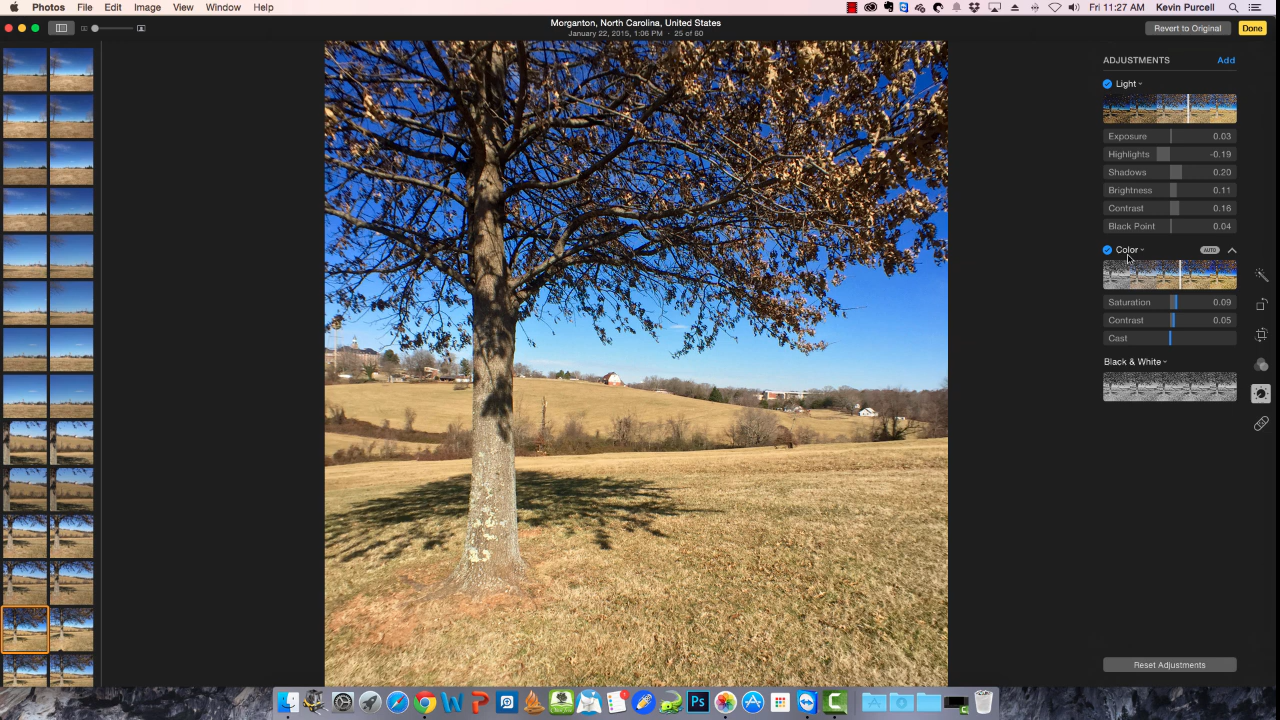 Photos File Edit Image View Window Help Fri 11:27 AM Kevin Purcell
Morganton, North Carolina, United States
January 22, 2015, 1:06 PM · 25 of 60
Revert to Original
Done
ADJUSTMENTS Add
Light
Exposure 0.03
Highlights -0.19
Shadows 0.20
Brightness 0.11
Contrast 0.16
Black Point 0.04
Color AUTO
Saturation 0.09
Contrast 0.05
Cast
Black & White
Reset Adjustments
W P Ps